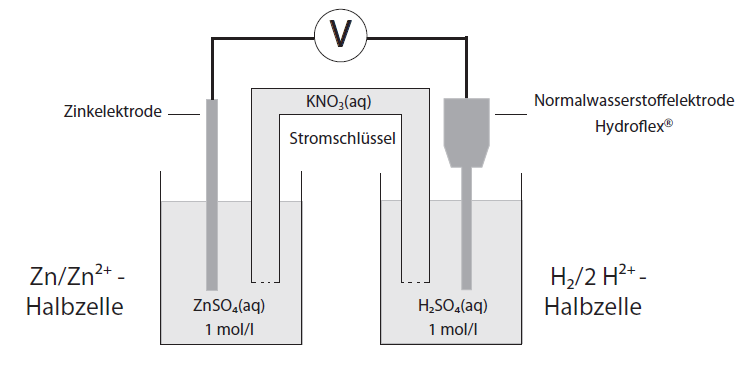 V
KNO₃(aq)
Stromschlüssel
Zinkelektrode
Normalwasserstoffelektrode
Hydroflex®
Zn/Zn²⁺ -
Halbzelle
ZnSO₄(aq)
1 mol/l
H₂SO₄(aq)
1 mol/l
H₂/2 H²⁺ -
Halbzelle